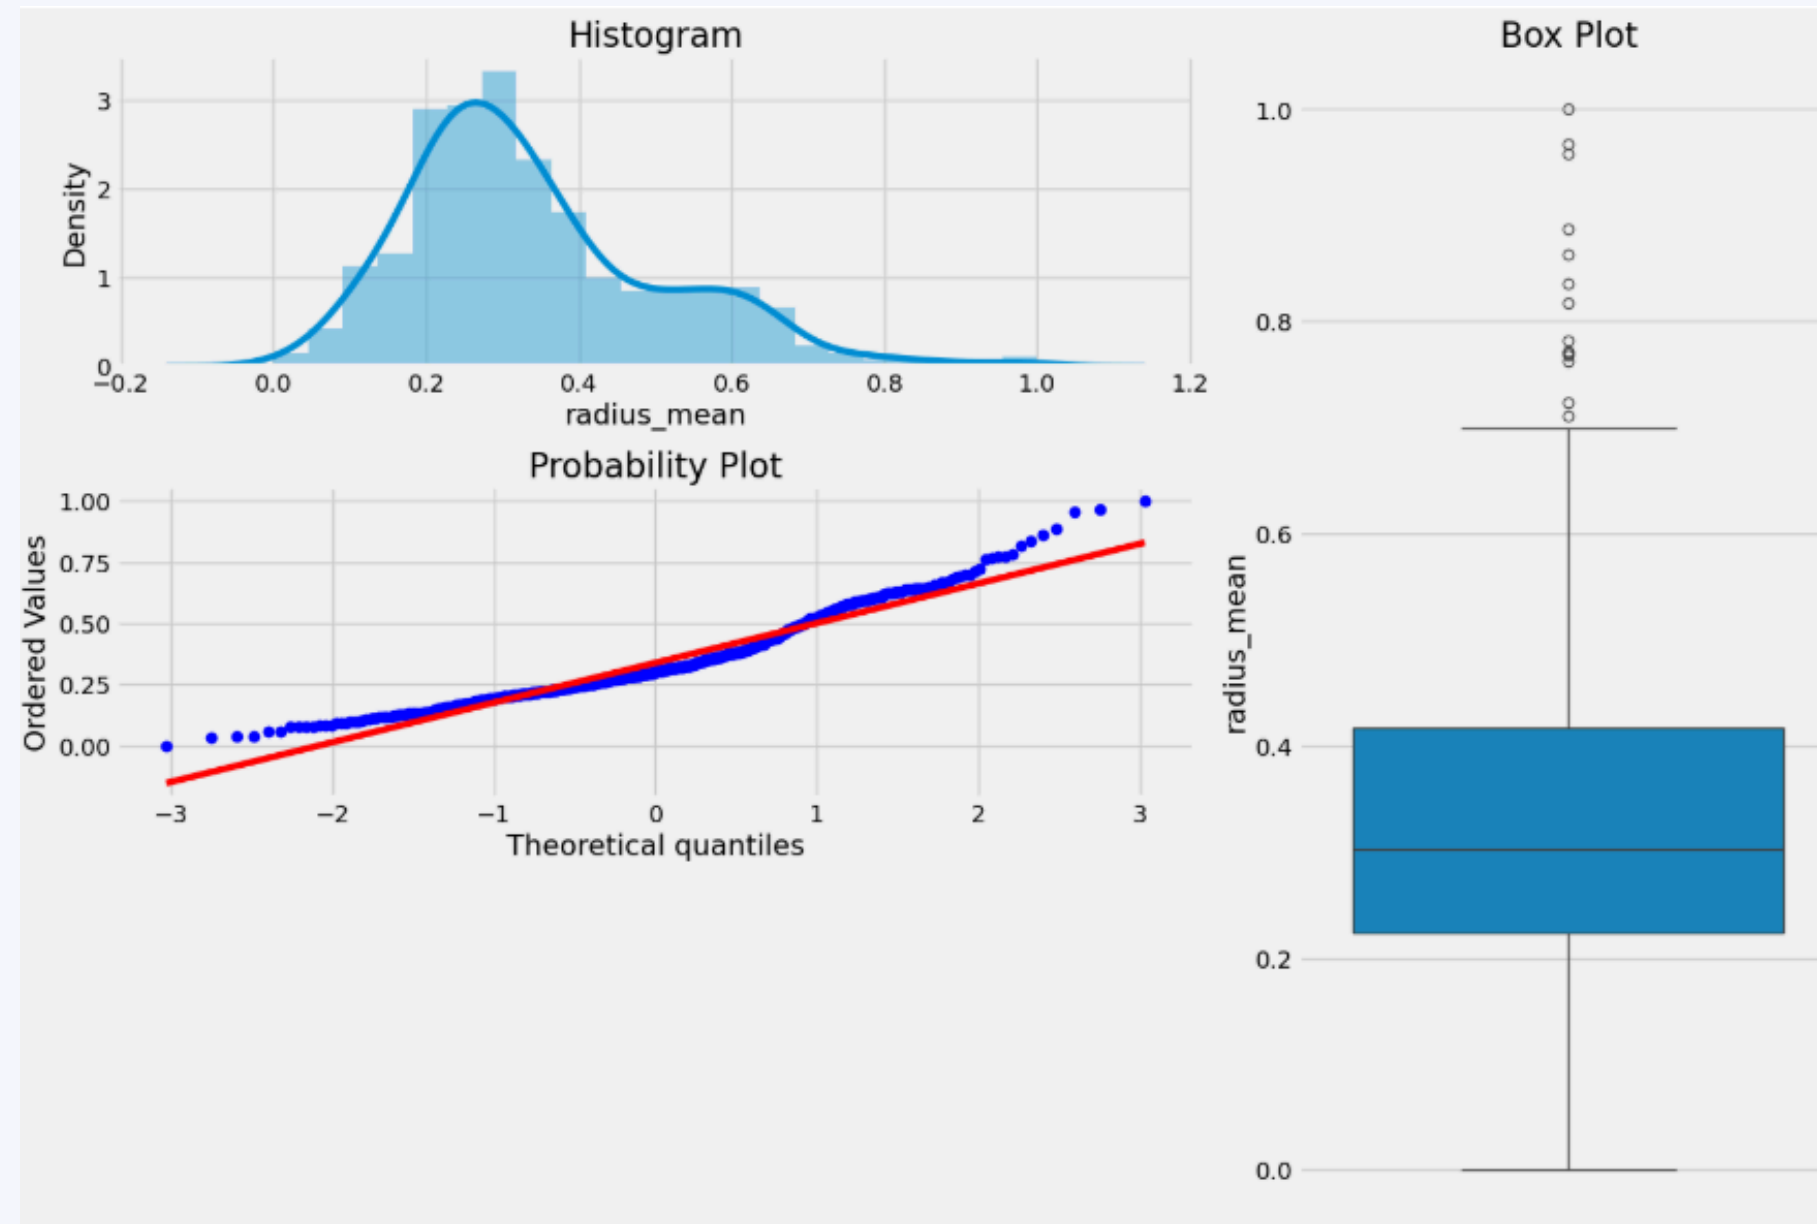 Histogram
3
2
1
0
Density
−0.2 0.0 0.2 0.4 0.6 0.8 1.0 1.2
radius_mean
Probability Plot
1.00
0.75
0.50
0.25
0.00
Ordered Values
−3 −2 −1 0 1 2 3
Theoretical quantiles
Box Plot
1.0
0.8
0.6
0.4
0.2
0.0
radius_mean